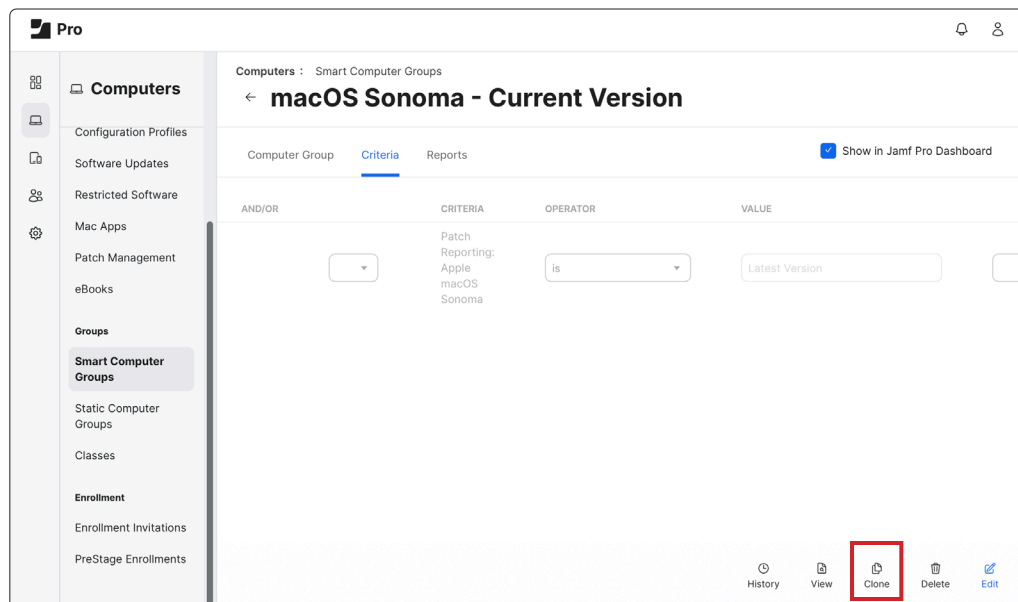 Pro
Computers
Configuration Profiles
Software Updates
Restricted Software
Mac Apps
Patch Management
eBooks
Groups
Smart Computer
Groups
Static Computer
Groups
Classes
Enrollment
Enrollment Invitations
PreStage Enrollments
Computers : Smart Computer Groups
← macOS Sonoma - Current Version
Computer Group Criteria Reports Show in Jamf Pro Dashboard
AND/OR CRITERIA OPERATOR VALUE
Patch
Reporting:
Apple
macOS
Sonoma
is
Latest Version
History View Clone Delete Edit